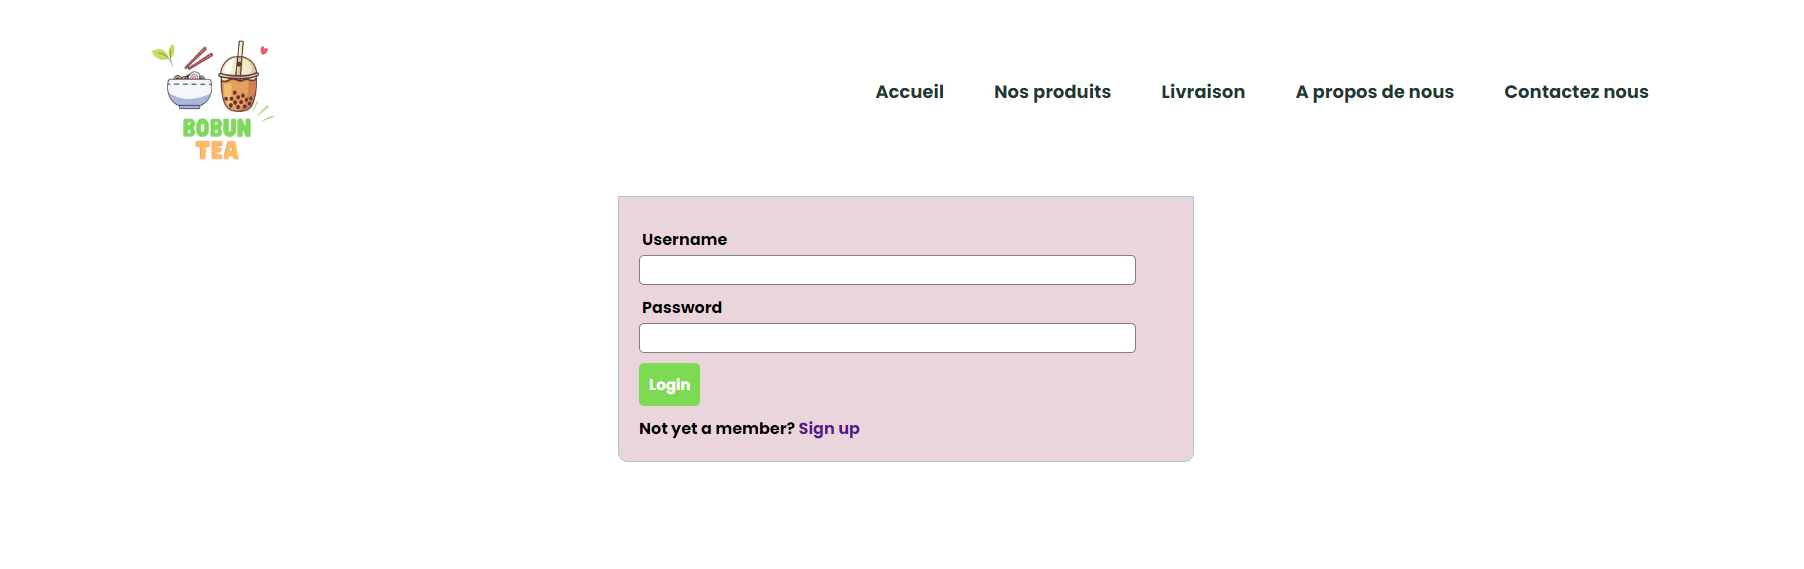 BOBUN
TEA
Accueil Nos produits Livraison A propos de nous Contactez nous
Username
Password
Login
Not yet a member? Sign up